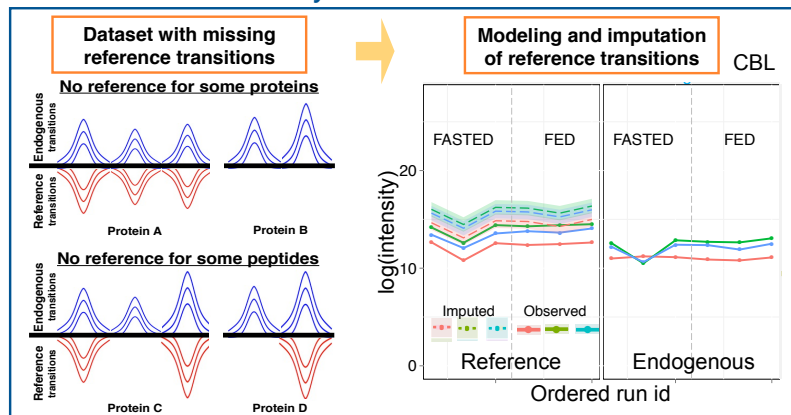 Dataset with missing
reference transitions
Modeling and imputation
of reference transitions
No reference for some proteins
Endogenous
transitions
Reference
transitions
Protein A
Protein B
No reference for some peptides
Endogenous
transitions
Reference
transitions
Protein C
Protein D
CBL
FASTED
FED
FASTED
FED
log(intensity)
20
10
0
Imputed
Observed
Reference
Endogenous
Ordered run id